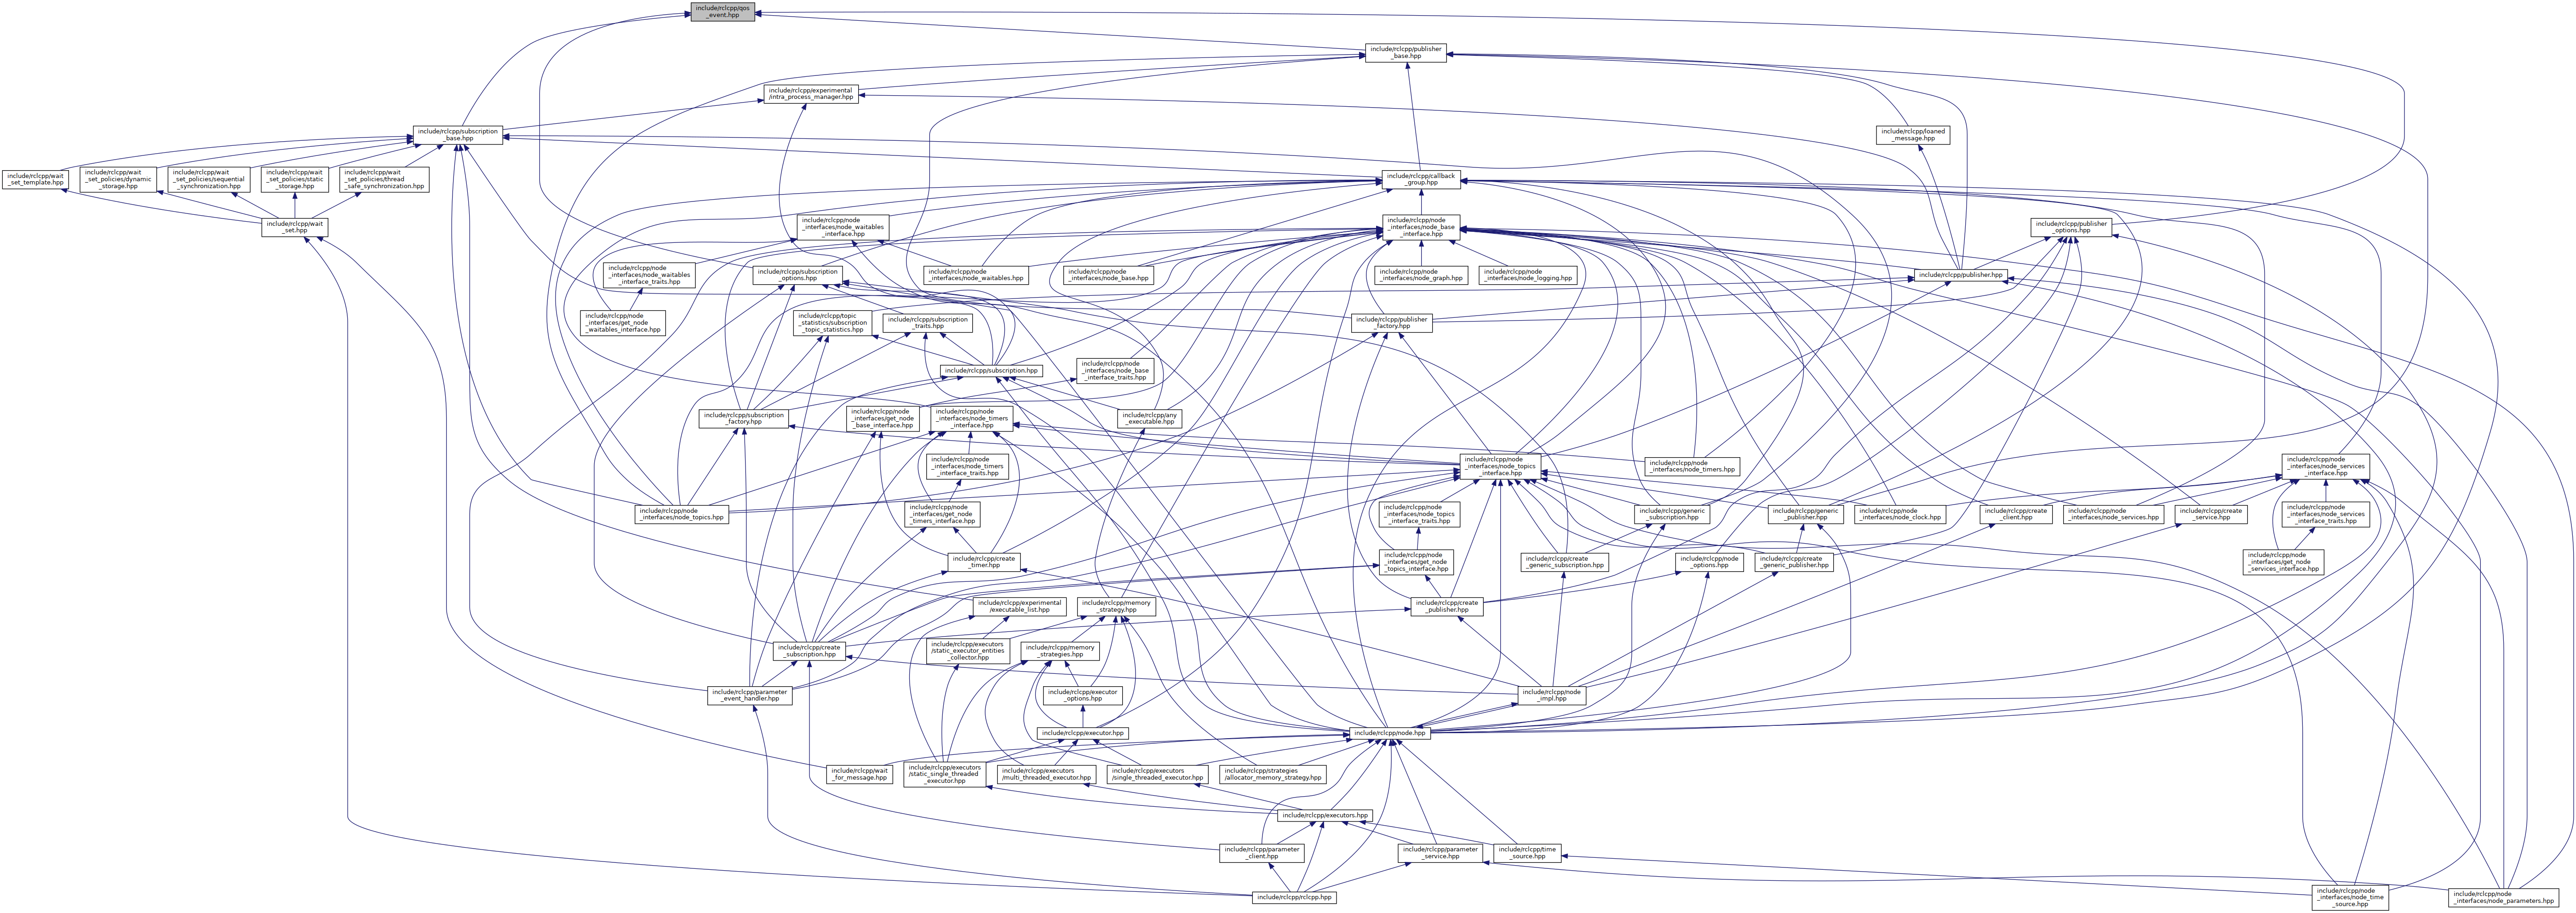 include/rclcpp/qos
_event.hpp
include/rclcpp/publisher
_base.hpp
include/rclcpp/experimental
/intra_process_manager.hpp
include/rclcpp/subscription
_base.hpp
include/rclcpp/loaned
_message.hpp
include/rclcpp/wait
_set_template.hpp
include/rclcpp/wait
_set_policies/dynamic
_storage.hpp
include/rclcpp/wait
_set_policies/sequential
_synchronization.hpp
include/rclcpp/wait
_set_policies/static
_storage.hpp
include/rclcpp/wait
_set_policies/thread
_safe_synchronization.hpp
include/rclcpp/callback
_group.hpp
include/rclcpp/wait
_set.hpp
include/rclcpp/node
_interfaces/node_waitables
_interface.hpp
include/rclcpp/node
_interfaces/node_base
_interface.hpp
include/rclcpp/publisher
_options.hpp
include/rclcpp/node
_interfaces/node_waitables
_interface_traits.hpp
include/rclcpp/subscription
_options.hpp
include/rclcpp/node
_interfaces/node_waitables.hpp
include/rclcpp/node
_interfaces/node_base.hpp
include/rclcpp/node
_interfaces/node_graph.hpp
include/rclcpp/node
_interfaces/node_logging.hpp
include/rclcpp/publisher.hpp
include/rclcpp/node
_interfaces/get_node
_waitables_interface.hpp
include/rclcpp/topic
_statistics/subscription
_topic_statistics.hpp
include/rclcpp/subscription
_traits.hpp
include/rclcpp/publisher
_factory.hpp
include/rclcpp/subscription.hpp
include/rclcpp/node
_interfaces/node_base
_interface_traits.hpp
include/rclcpp/subscription
_factory.hpp
include/rclcpp/node
_interfaces/get_node
_base_interface.hpp
include/rclcpp/node
_interfaces/node_timers
_interface.hpp
include/rclcpp/any
_executable.hpp
include/rclcpp/node
_interfaces/node_timers
_interface_traits.hpp
include/rclcpp/node
_interfaces/node_topics
_interface.hpp
include/rclcpp/node
_interfaces/node_timers.hpp
include/rclcpp/node
_interfaces/node_services
_interface.hpp
include/rclcpp/node
_interfaces/node_topics.hpp
include/rclcpp/node
_interfaces/get_node
_timers_interface.hpp
include/rclcpp/node
_interfaces/node_topics
_interface_traits.hpp
include/rclcpp/generic
_subscription.hpp
include/rclcpp/generic
_publisher.hpp
include/rclcpp/node
_interfaces/node_clock.hpp
include/rclcpp/create
_client.hpp
include/rclcpp/node
_interfaces/node_services.hpp
include/rclcpp/create
_service.hpp
include/rclcpp/node
_interfaces/node_services
_interface_traits.hpp
include/rclcpp/create
_timer.hpp
include/rclcpp/node
_interfaces/get_node
_topics_interface.hpp
include/rclcpp/create
_generic_subscription.hpp
include/rclcpp/node
_options.hpp
include/rclcpp/create
_generic_publisher.hpp
include/rclcpp/node
_interfaces/get_node
_services_interface.hpp
include/rclcpp/experimental
/executable_list.hpp
include/rclcpp/memory
_strategy.hpp
include/rclcpp/create
_publisher.hpp
include/rclcpp/create
_subscription.hpp
include/rclcpp/executors
/static_executor_entities
_collector.hpp
include/rclcpp/memory
_strategies.hpp
include/rclcpp/parameter
_event_handler.hpp
include/rclcpp/executor
_options.hpp
include/rclcpp/node
_impl.hpp
include/rclcpp/executor.hpp
include/rclcpp/node.hpp
include/rclcpp/wait
_for_message.hpp
include/rclcpp/executors
/static_single_threaded
_executor.hpp
include/rclcpp/executors
/multi_threaded_executor.hpp
include/rclcpp/executors
/single_threaded_executor.hpp
include/rclcpp/strategies
/allocator_memory_strategy.hpp
include/rclcpp/executors.hpp
include/rclcpp/parameter
_client.hpp
include/rclcpp/parameter
_service.hpp
include/rclcpp/time
_source.hpp
include/rclcpp/rclcpp.hpp
include/rclcpp/node
_interfaces/node_time
_source.hpp
include/rclcpp/node
_interfaces/node_parameters.hpp